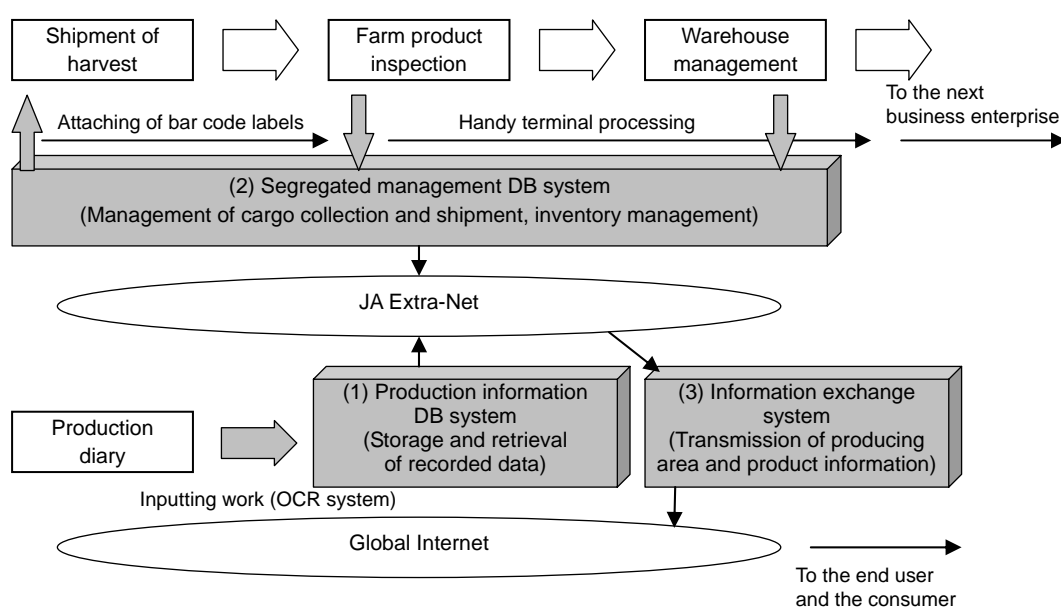 Shipment of
harvest
Farm product
inspection
Warehouse
management
To the next
business enterprise
Attaching of bar code labels
Handy terminal processing
(2) Segregated management DB system
(Management of cargo collection and shipment, inventory management)
JA Extra-Net
(1) Production information
DB system
(Storage and retrieval
of recorded data)
(3) Information exchange
system
(Transmission of producing
area and product information)
Production
diary
Inputting work (OCR system)
Global Internet
To the end user
and the consumer